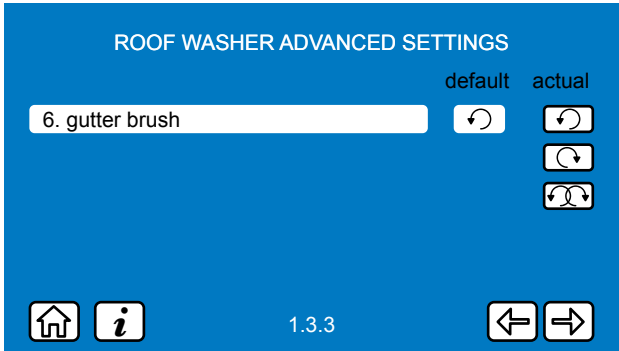 ROOF WASHER ADVANCED SETTINGS
default actual
6. gutter brush
i 1.3.3